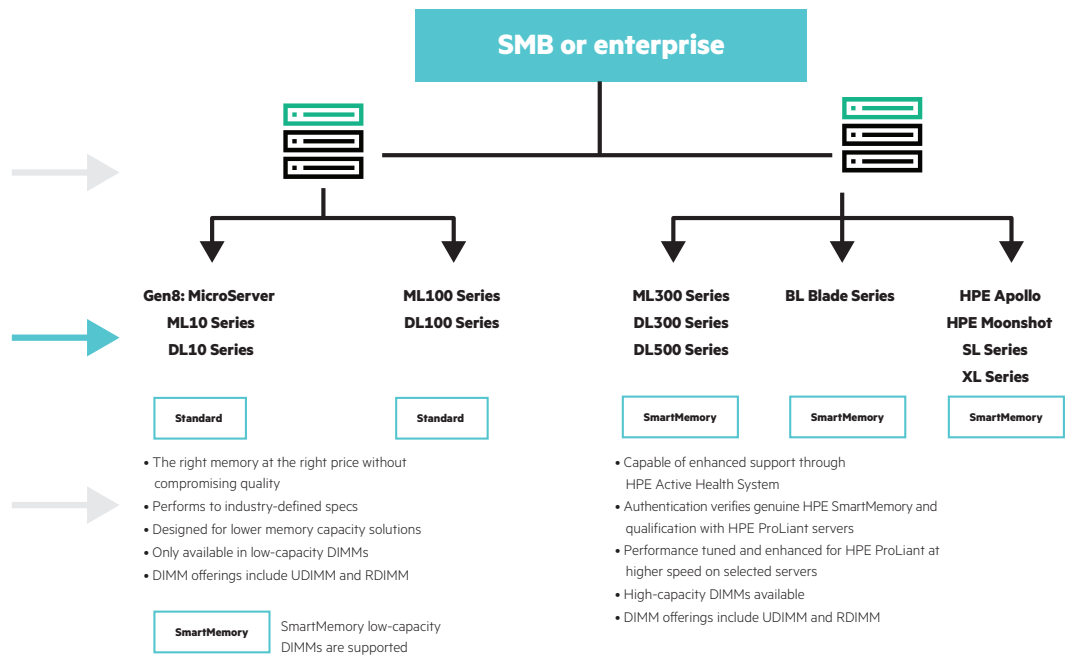 SMB or enterprise
Gen8: MicroServer
ML10 Series
DL10 Series
Standard
ML100 Series
DL100 Series
Standard
• The right memory at the right price without
compromising quality
• Performs to industry-defined specs
• Designed for lower memory capacity solutions
• Only available in low-capacity DIMMs
• DIMM offerings include UDIMM and RDIMM
SmartMemory
SmartMemory low-capacity
DIMMs are supported
ML300 Series
DL300 Series
DL500 Series
SmartMemory
BL Blade Series
SmartMemory
HPE Apollo
HPE Moonshot
SL Series
XL Series
SmartMemory
• Capable of enhanced support through
HPE Active Health System
• Authentication verifies genuine HPE SmartMemory and
qualification with HPE ProLiant servers
• Performance tuned and enhanced for HPE ProLiant at
higher speed on selected servers
• High-capacity DIMMs available
• DIMM offerings include UDIMM and RDIMM